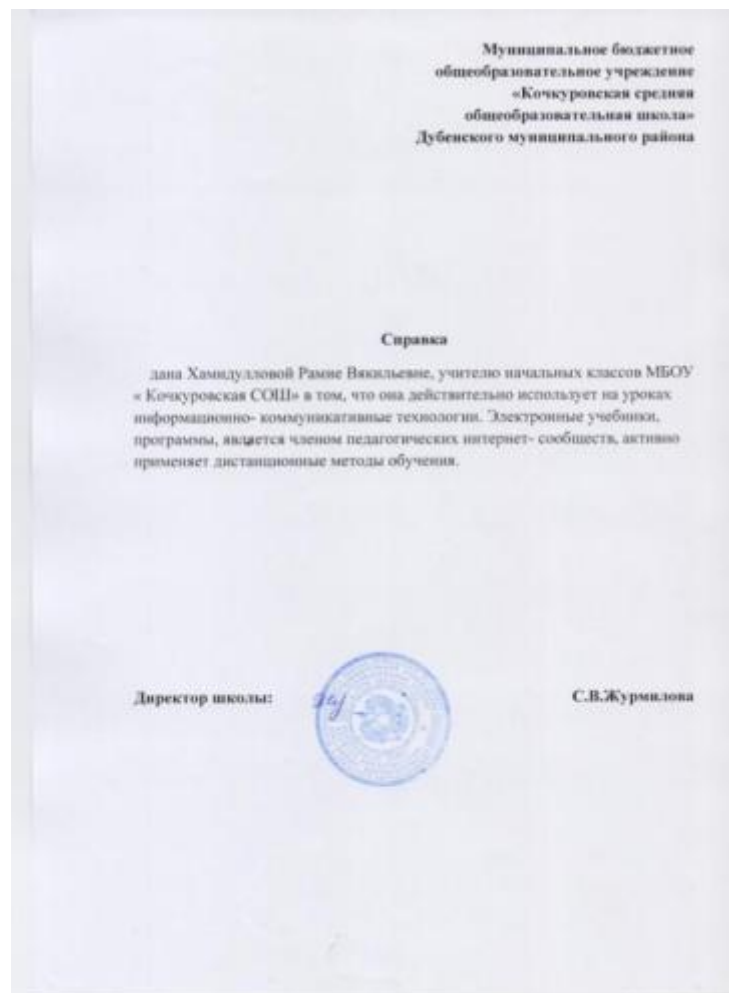 Муниципальное бюджетное
общеобразовательное учреждение
«Кочкуровская средняя
общеобразовательная школа»
Дубенского муниципального района
Справка
дана Хамидулловой Рамие Вякильевне, учителю начальных классов МБОУ
« Кочкуровская СОШ» в том, что она действительно использует на уроках
информационно- коммуникативные технологии. Электронные учебники,
программы, является членом педагогических интернет- сообществ, активно
применяет дистанционные методы обучения.
Директор школы:
С.В.Журмилова